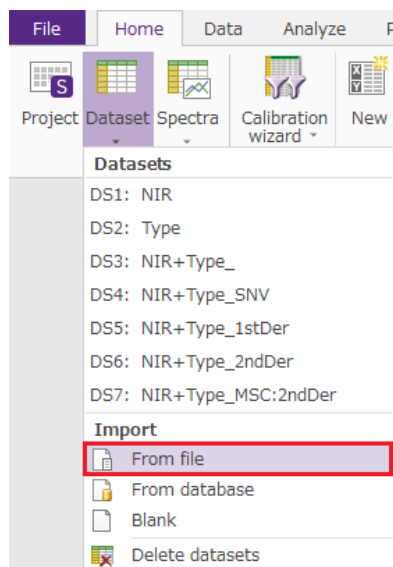 File Home Data Analyze P
Project Dataset Spectra Calibration wizard New
Datasets
DS1: NIR
DS2: Type
DS3: NIR+Type_
DS4: NIR+Type_SNV
DS5: NIR+Type_1stDer
DS6: NIR+Type_2ndDer
DS7: NIR+Type_MSC:2ndDer
Import
From file
From database
Blank
Delete datasets